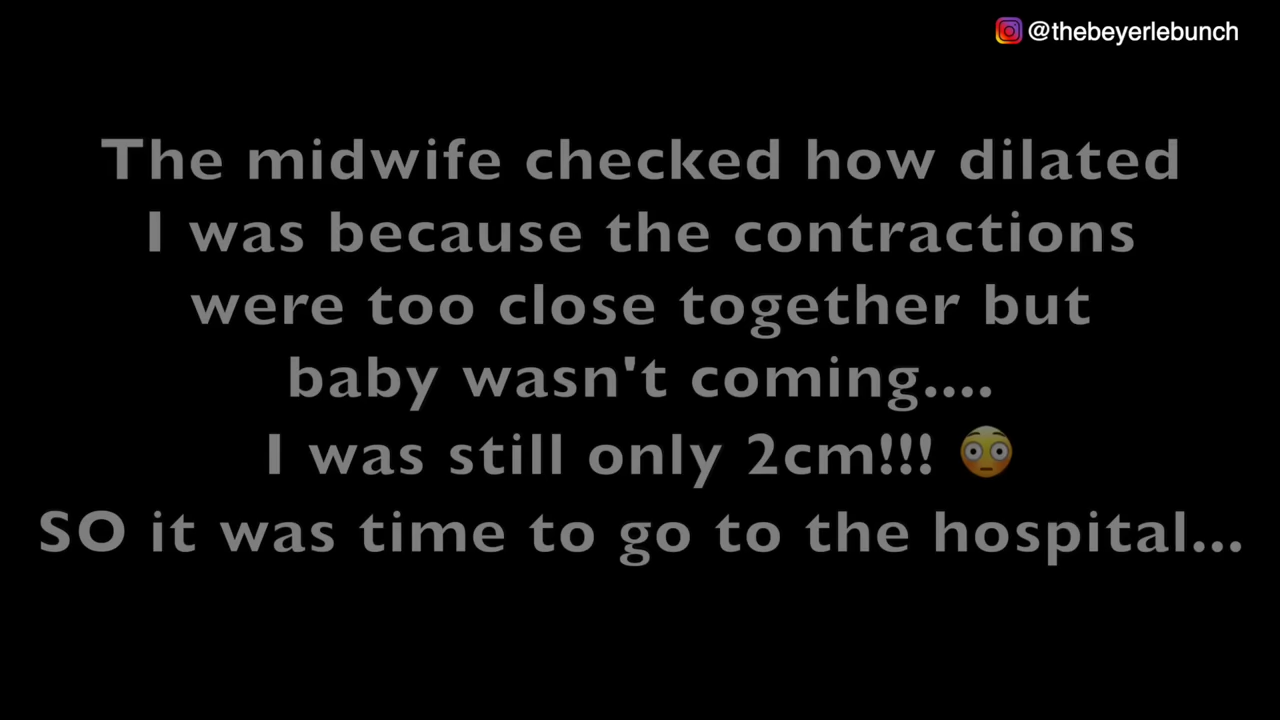 @thebeyerlebunch
The midwife checked how dilated
I was because the contractions
were too close together but
baby wasn't coming....
I was still only 2cm!!! 😳
SO it was time to go to the hospital...